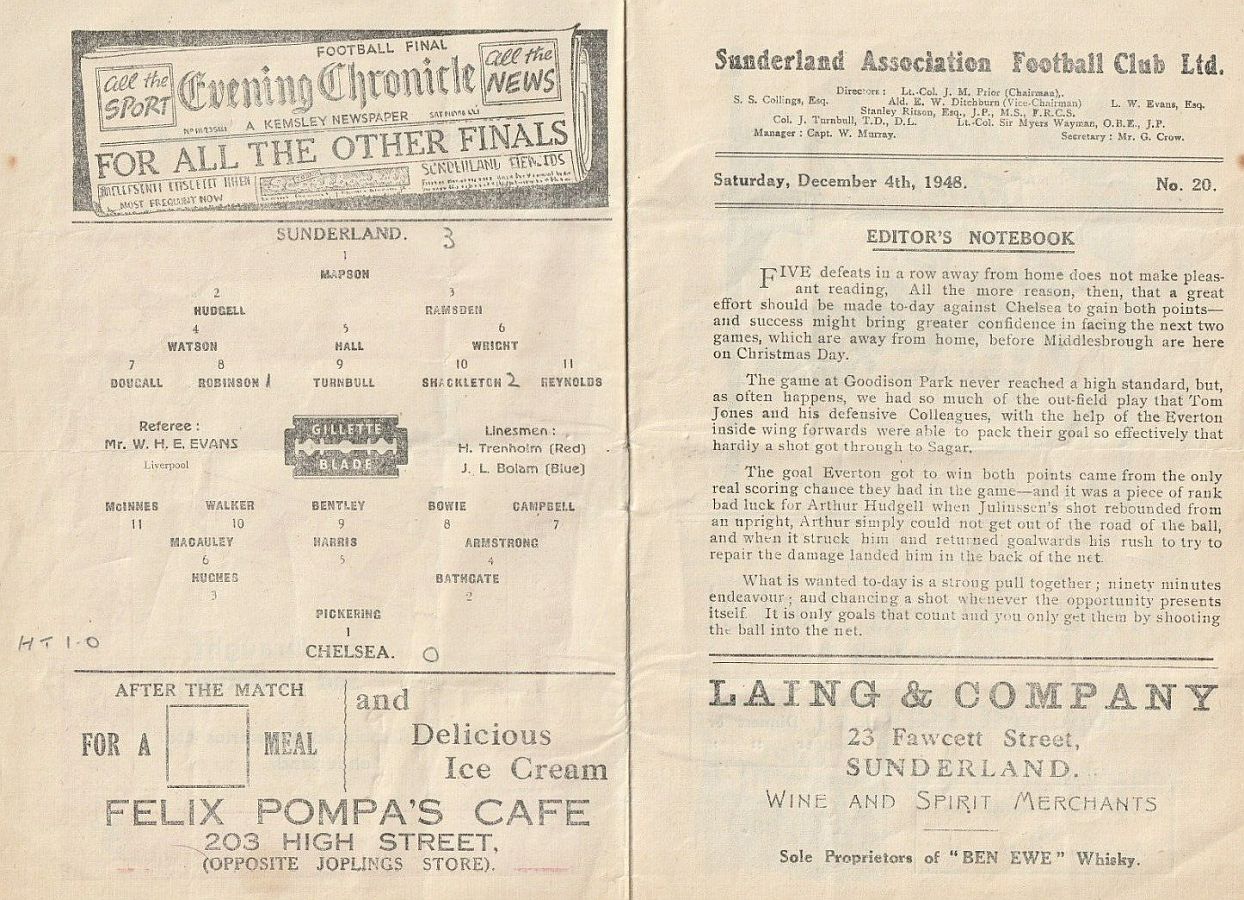 FOOTBALL FINAL
all the SPORT
Evening Chronicle
all the NEWS
A KEMSLEY NEWSPAPER
FOR ALL THE OTHER FINALS
MOST FREQUENT NOW
SUNDERLAND. 3
1
MAPSON
2 3
HUDGELL RAMSDEN
4 5 6
WATSON HALL WRIGHT
7 8 9 10 11
DOUGALL ROBINSON 1 TURNBULL SHACKLETON 2 REYNOLDS
Referee :
Mr. W. H. E. EVANS
Liverpool
GILLETTE
BLADE
Linesmen :
H. Trenholm (Red)
J. L. Bolam (Blue)
McINNES WALKER BENTLEY BOWIE CAMPBELL
11 10 9 8 7
MACAULEY HARRIS ARMSTRONG
6 5 4
HUGHES BATHGATE
3 2
PICKERING
1
HT 1-0
CHELSEA. 0
AFTER THE MATCH
FOR A MEAL
and
Delicious
Ice Cream
FELIX POMPA'S CAFE
203 HIGH STREET,
(OPPOSITE JOPLINGS STORE).
Sunderland Association Football Club Ltd.
Directors : Lt.-Col. J. M. Prior (Chairman),
S. S. Collings, Esq. Ald. E. W. Ditchburn (Vice-Chairman) L. W. Evans, Esq.
Stanley Ritson, Esq., J.P., M.S., F.R.C.S.
Col. J. Turnbull, T.D., D.L. Lt.-Col. Sir Myers Wayman, O.B.E., J.P.
Manager : Capt. W. Murray. Secretary : Mr. G. Crow.
Saturday, December 4th, 1948. No. 20.
EDITOR'S NOTEBOOK
FIVE defeats in a row away from home does not make pleas-
ant reading, All the more reason, then, that a great
effort should be made to-day against Chelsea to gain both points—
and success might bring greater confidence in facing the next two
games, which are away from home, before Middlesbrough are here
on Christmas Day.
The game at Goodison Park never reached a high standard, but,
as often happens, we had so much of the out-field play that Tom
Jones and his defensive Colleagues, with the help of the Everton
inside wing forwards were able to pack their goal so effectively that
hardly a shot got through to Sagar.
The goal Everton got to win both points came from the only
real scoring chance they had in the game—and it was a piece of rank
bad luck for Arthur Hudgell when Juliussen's shot rebounded from
an upright, Arthur simply could not get out of the road of the ball,
and when it struck him and returned goalwards his rush to try to
repair the damage landed him in the back of the net.
What is wanted to-day is a strong pull together ; ninety minutes
endeavour ; and chancing a shot whenever the opportunity presents
itself. It is only goals that count and you only get them by shooting
the ball into the net.
LAING & COMPANY
23 Fawcett Street,
SUNDERLAND.
WINE AND SPIRIT MERCHANTS
Sole Proprietors of "BEN EWE" Whisky.